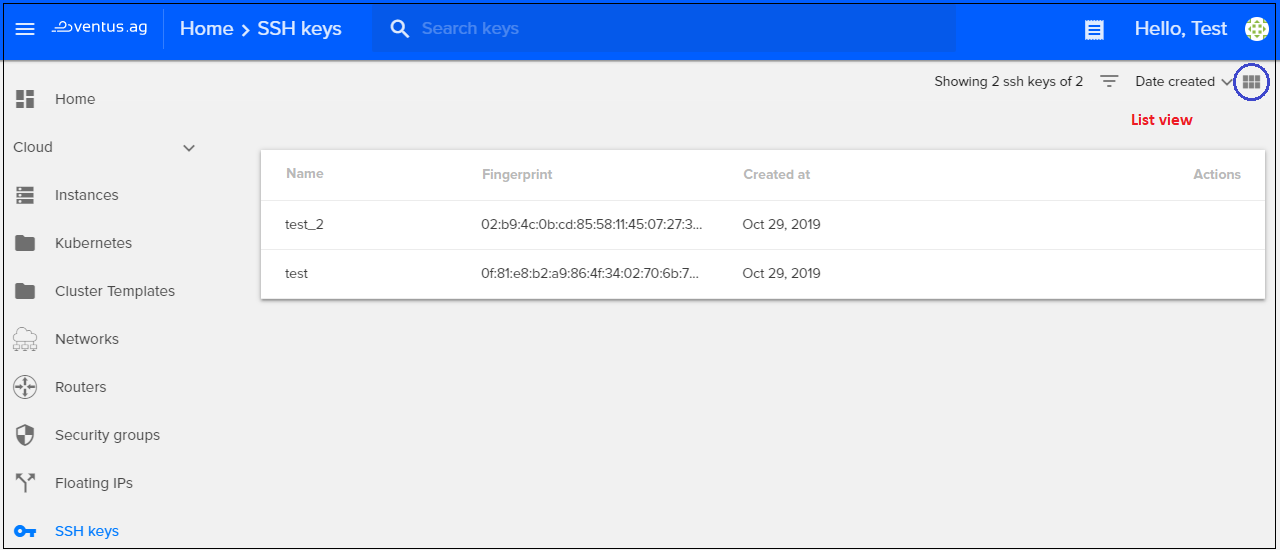 ventus.ag
Home > SSH keys
Search keys
Hello, Test
Showing 2 ssh keys of 2
Date created
List view
Home
Cloud
Instances
Kubernetes
Cluster Templates
Networks
Routers
Security groups
Floating IPs
SSH keys
Name Fingerprint Created at Actions
test_2 02:b9:4c:0b:cd:85:58:11:45:07:27:3... Oct 29, 2019
test 0f:81:e8:b2:a9:86:4f:34:02:70:6b:7... Oct 29, 2019